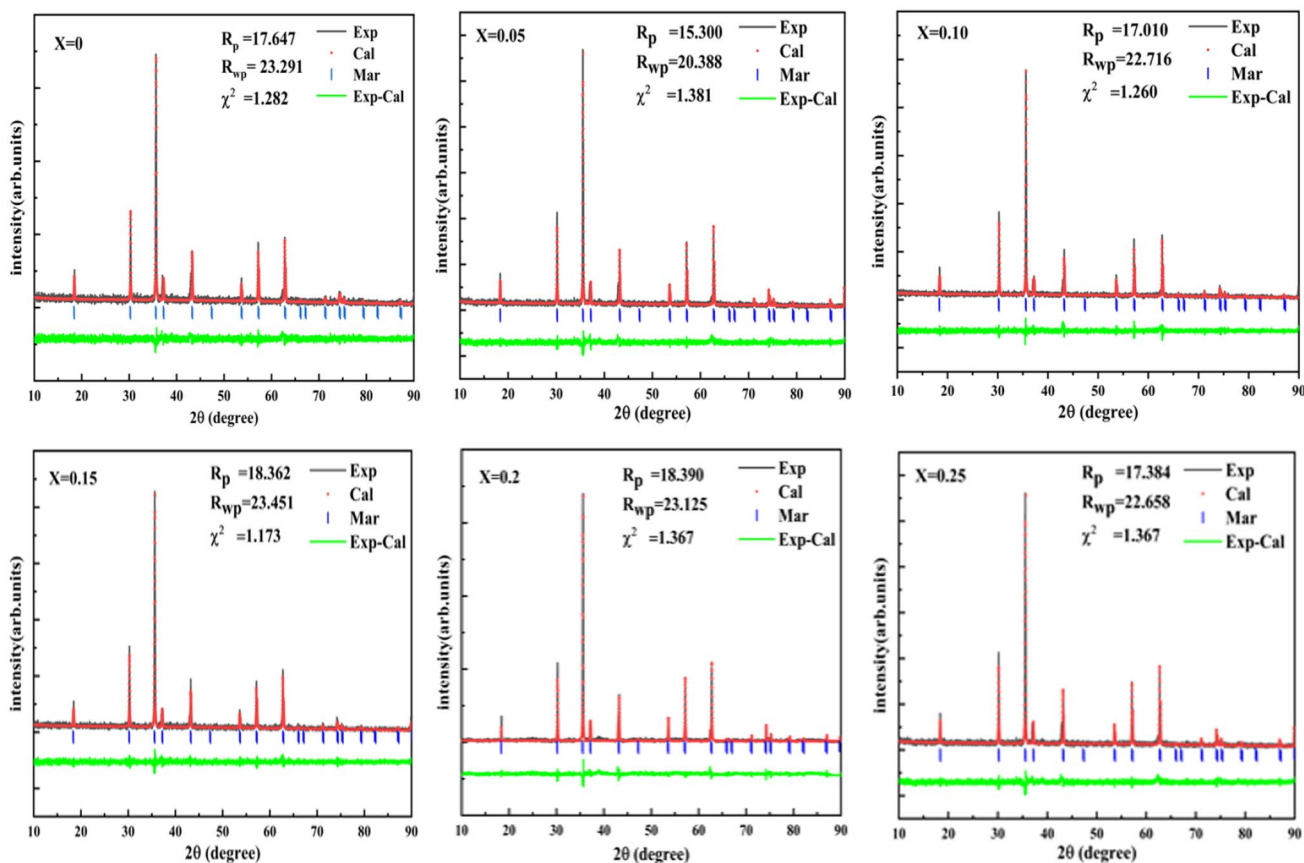 X=0
Rp =17.647
Rwp = 23.291
χ2 =1.282
Exp
Cal
Mar
Exp-Cal
intensity(arb.units)
10 20 30 40 50 60 70 80 90
2θ (degree)
X=0.05
Rp =15.300
Rwp =20.388
χ2 =1.381
Exp
Cal
Mar
Exp-Cal
intensity(arb.units)
10 20 30 40 50 60 70 80 90
2θ (degree)
X=0.10
Rp =17.010
Rwp =22.716
χ2 =1.260
Exp
Cal
Mar
Exp-Cal
intensity(arb.units)
10 20 30 40 50 60 70 80 90
2θ (degree)
X=0.15
Rp =18.362
Rwp=23.451
χ2 =1.173
Exp
Cal
Mar
Exp-Cal
intensity(arb.units)
10 20 30 40 50 60 70 80 90
2θ (degree)
X=0.2
Rp =18.390
Rwp=23.125
χ2 =1.367
Exp
Cal
Mar
Exp-Cal
intensity(arb.units)
10 20 30 40 50 60 70 80 90
2θ (degree)
X=0.25
Rp =17.384
Rwp =22.658
χ2 =1.367
Exp
Cal
Mar
Exp-Cal
intensity(arb.units)
10 20 30 40 50 60 70 80 90
2θ (degree)